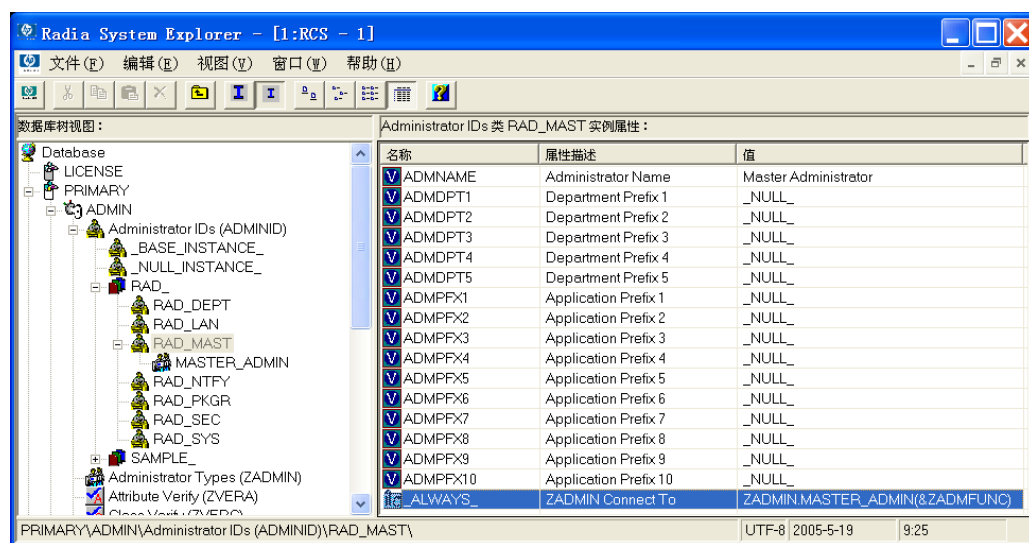 Radia System Explorer - [1:RCS - 1]
文件(F) 编辑(E) 视图(V) 窗口(W) 帮助(H)
数据库树视图：
Database
LICENSE
PRIMARY
ADMIN
Administrator IDs (ADMINID)
_BASE_INSTANCE_
_NULL_INSTANCE_
RAD_
RAD_DEPT
RAD_LAN
RAD_MAST
MASTER_ADMIN
RAD_NTFY
RAD_PKGR
RAD_SEC
RAD_SYS
SAMPLE_
Administrator Types (ZADMIN)
Attribute Verify (ZVERA)
Administrator IDs 类 RAD_MAST 实例属性：
名称 属性描述 值
ADMNAME Administrator Name Master Administrator
ADMDPT1 Department Prefix 1 _NULL_
ADMDPT2 Department Prefix 2 _NULL_
ADMDPT3 Department Prefix 3 _NULL_
ADMDPT4 Department Prefix 4 _NULL_
ADMDPT5 Department Prefix 5 _NULL_
ADMPFX1 Application Prefix 1 _NULL_
ADMPFX2 Application Prefix 2 _NULL_
ADMPFX3 Application Prefix 3 _NULL_
ADMPFX4 Application Prefix 4 _NULL_
ADMPFX5 Application Prefix 5 _NULL_
ADMPFX6 Application Prefix 6 _NULL_
ADMPFX7 Application Prefix 7 _NULL_
ADMPFX8 Application Prefix 8 _NULL_
ADMPFX9 Application Prefix 9 _NULL_
ADMPFX10 Application Prefix 10 _NULL_
_ALWAYS_ ZADMIN Connect To ZADMIN.MASTER_ADMIN(&ZADMFUNC)
PRIMARY\ADMIN\Administrator IDs (ADMINID)\RAD_MAST\ UTF-8 2005-5-19 9:25